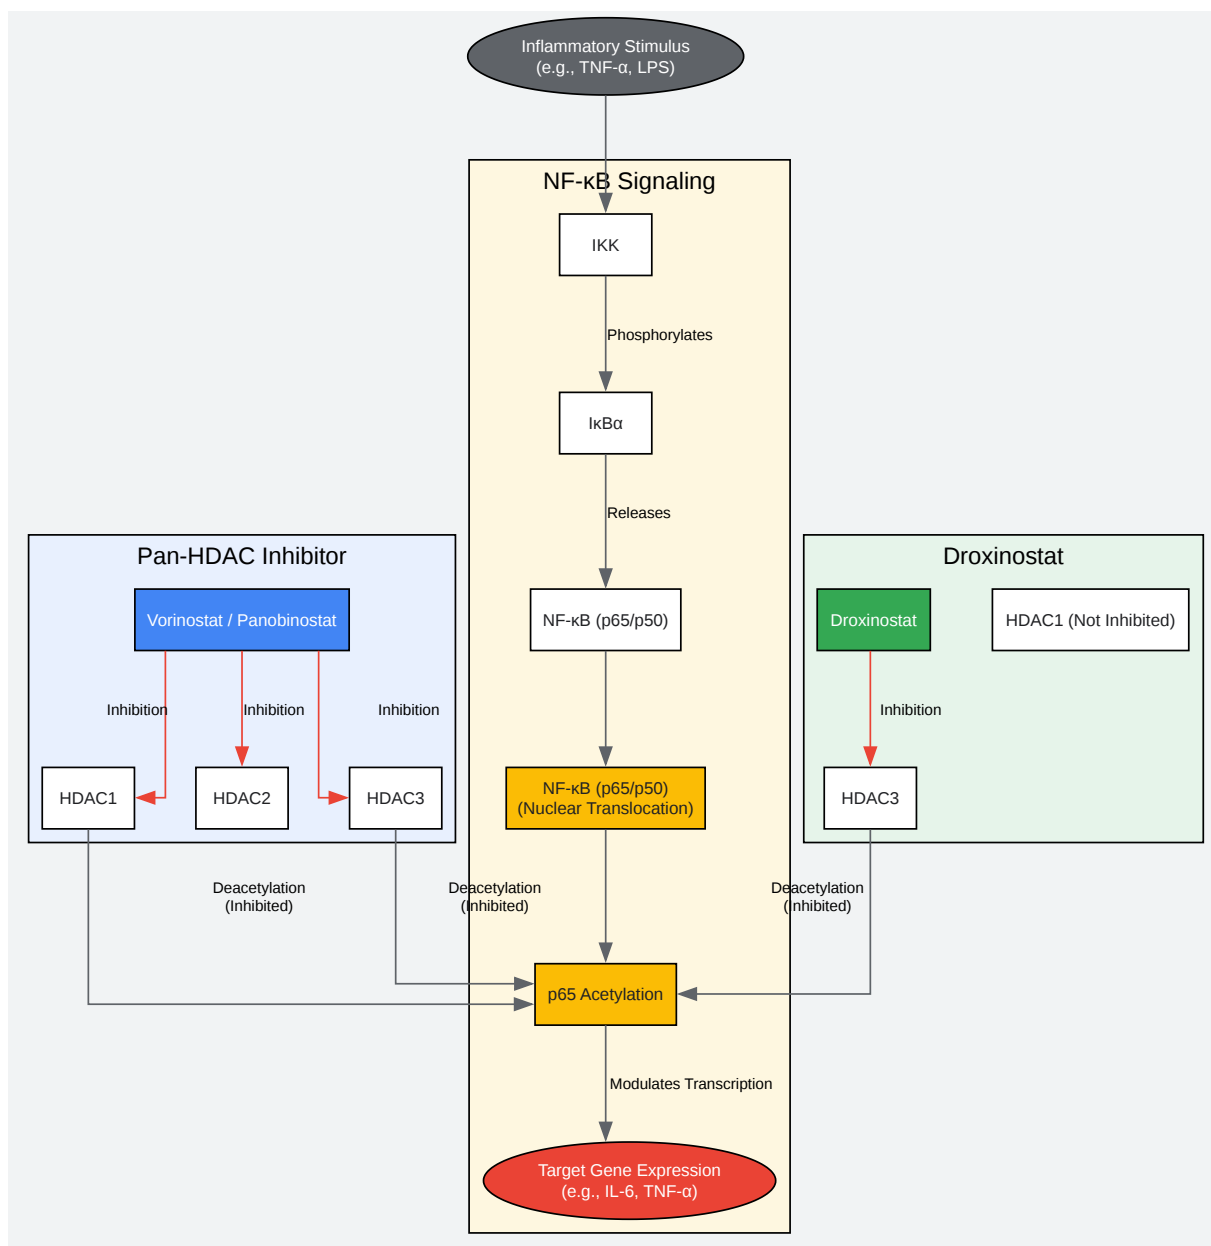 Inflammatory Stimulus
(e.g., TNF-α, LPS)
NF-κB Signaling
IKK
Phosphorylates
IκBα
Releases
Pan-HDAC Inhibitor
Droxinostat
Vorinostat / Panobinostat
NF-κB (p65/p50)
Droxinostat
HDAC1 (Not Inhibited)
Inhibition
Inhibition
Inhibition
Inhibition
HDAC1
HDAC2
HDAC3
NF-κB (p65/p50)
(Nuclear Translocation)
HDAC3
Deacetylation
(Inhibited)
Deacetylation
(Inhibited)
Deacetylation
(Inhibited)
p65 Acetylation
Modulates Transcription
Target Gene Expression
(e.g., IL-6, TNF-α)